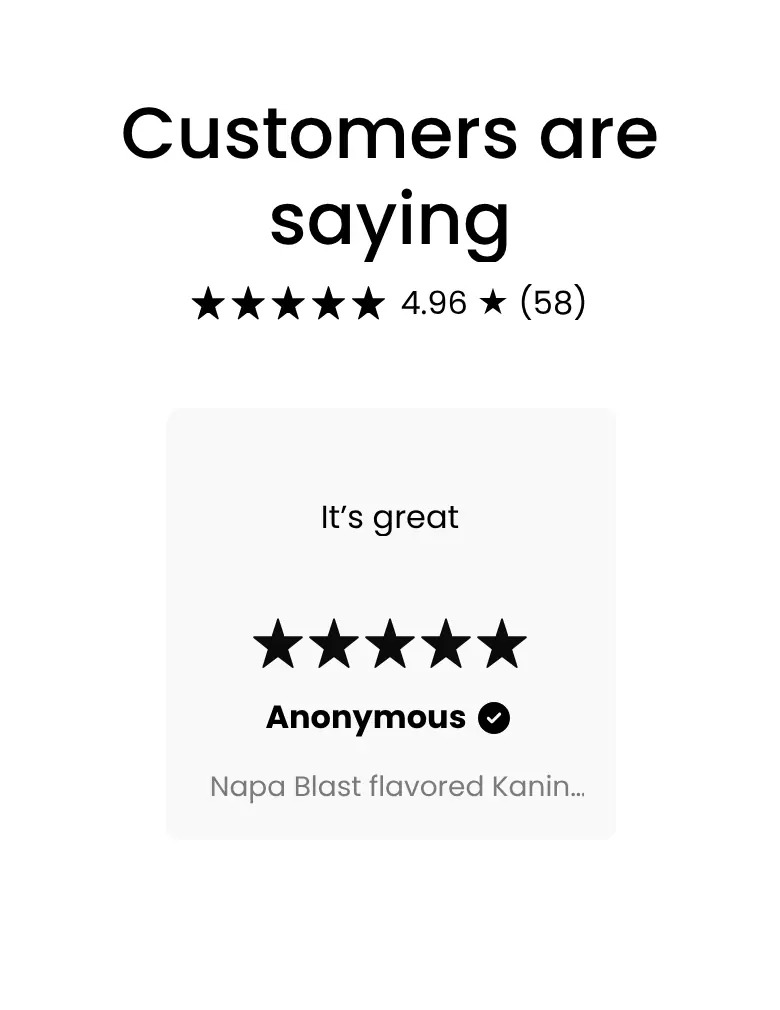 Customers are
saying
★★★★★ 4.96 ★ (58)
It’s great
★★★★★
Anonymous
Napa Blast flavored Kanin...